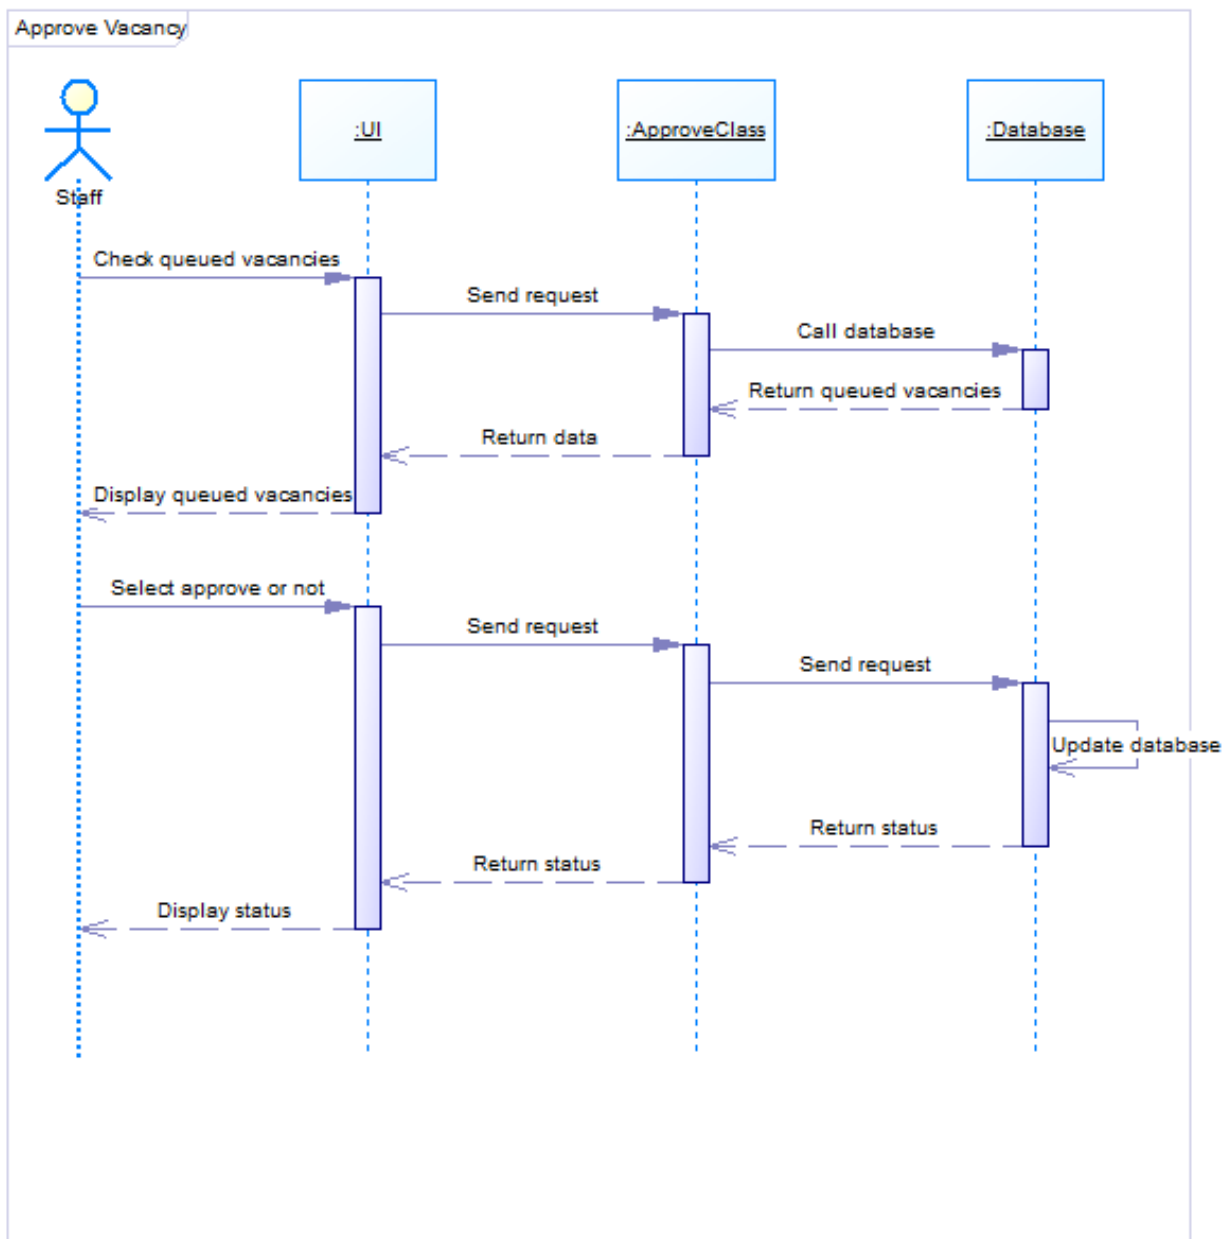 Approve Vacancy
:UI
:ApproveClass
:Database
Staff
Check queued vacancies
Send request
Call database
Return queued vacancies
Return data
Display queued vacancies
Select approve or not
Send request
Send request
Update database
Return status
Return status
Display status